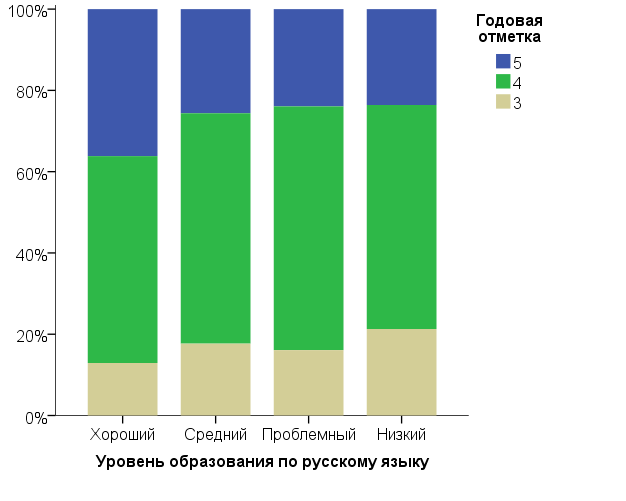 100%
80%
60%
40%
20%
0%
Хороший Средний Проблемный Низкий
Уровень образования по русскому языку
Годовая
отметка
5
4
3